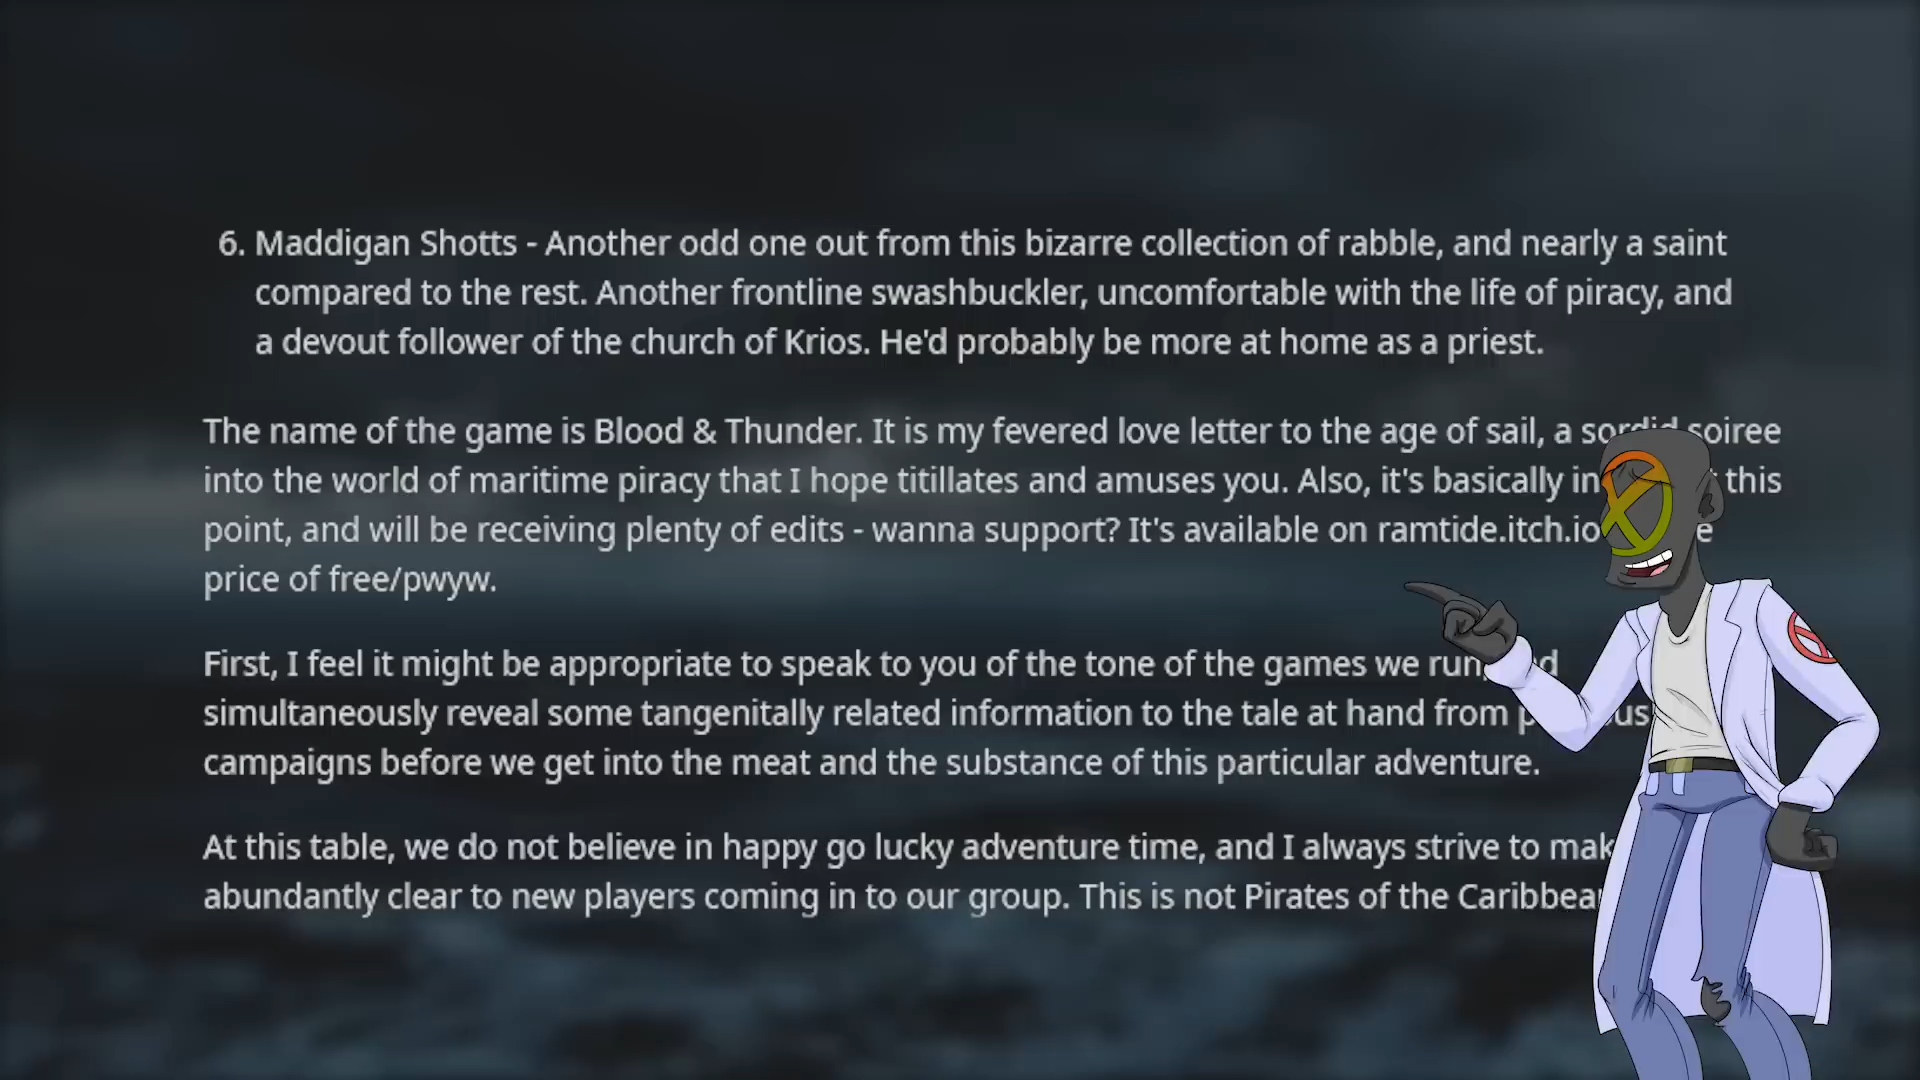 6. Maddigan Shotts - Another odd one out from this bizarre collection of rabble, and nearly a saint
compared to the rest. Another frontline swashbuckler, uncomfortable with the life of piracy, and
a devout follower of the church of Krios. He'd probably be more at home as a priest.
The name of the game is Blood & Thunder. It is my fevered love letter to the age of sail, a sordid soiree
into the world of maritime piracy that I hope titillates and amuses you. Also, it's basically in this
point, and will be receiving plenty of edits - wanna support? It's available on ramtide.itch.io
price of free/pwyw.
First, I feel it might be appropriate to speak to you of the tone of the games we run,
simultaneously reveal some tangenitally related information to the tale at hand from
campaigns before we get into the meat and the substance of this particular adventure.
At this table, we do not believe in happy go lucky adventure time, and I always strive to
abundantly clear to new players coming in to our group. This is not Pirates of the